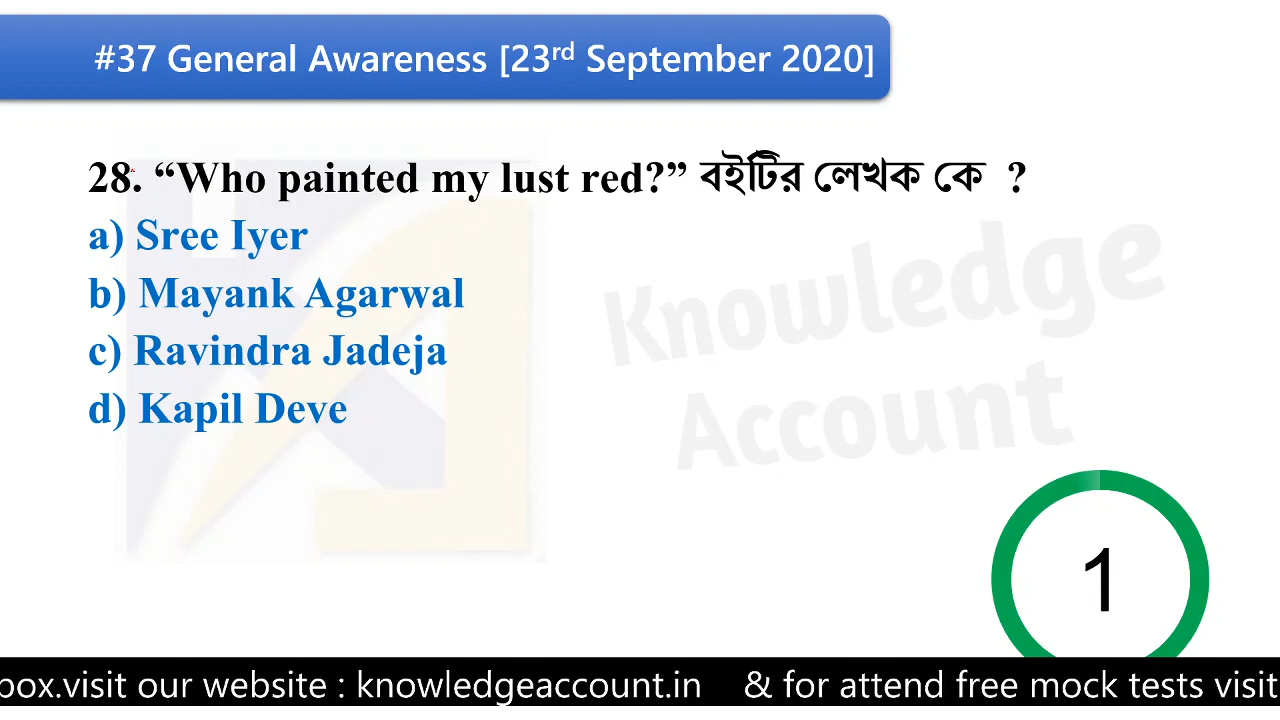 #37 General Awareness [23rd September 2020]
28. “Who painted my lust red?” বইটির লেখক কে ?
a) Sree Iyer
b) Mayank Agarwal
c) Ravindra Jadeja
d) Kapil Deve
Knowledge
Account
1
box.visit our website : knowledgeaccount.in & for attend free mock tests visit